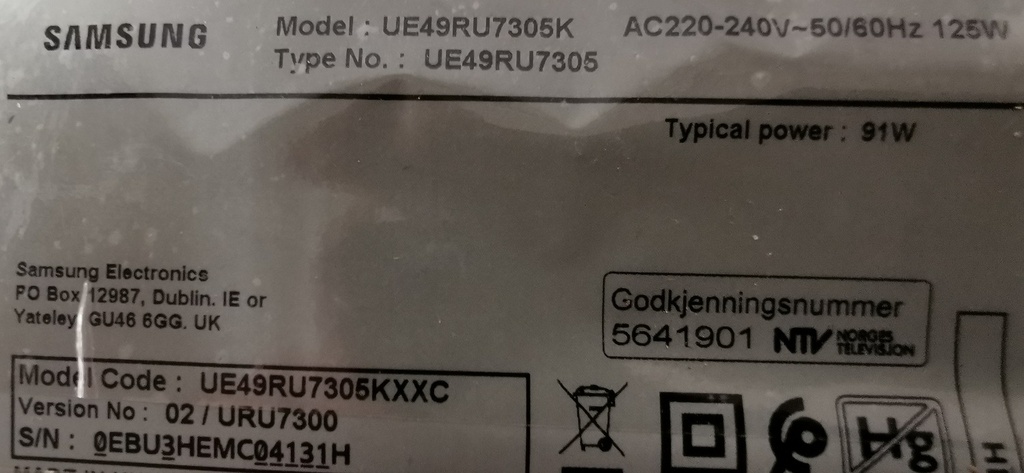 SAMSUNG
Model : UE49RU7305K AC220-240V~50/60Hz 125W
Type No. : UE49RU7305
Typical power : 91W
Samsung Electronics
PO Box 12987, Dublin. IE or
Yateley GU46 6GG. UK
Godkjenningsnummer
5641901 NTV NORGES TELEVISJON
Model Code : UE49RU7305KXXC
Version No : 02 / URU7300
S/N : 0EBU3HEMC04131H
Hg
H